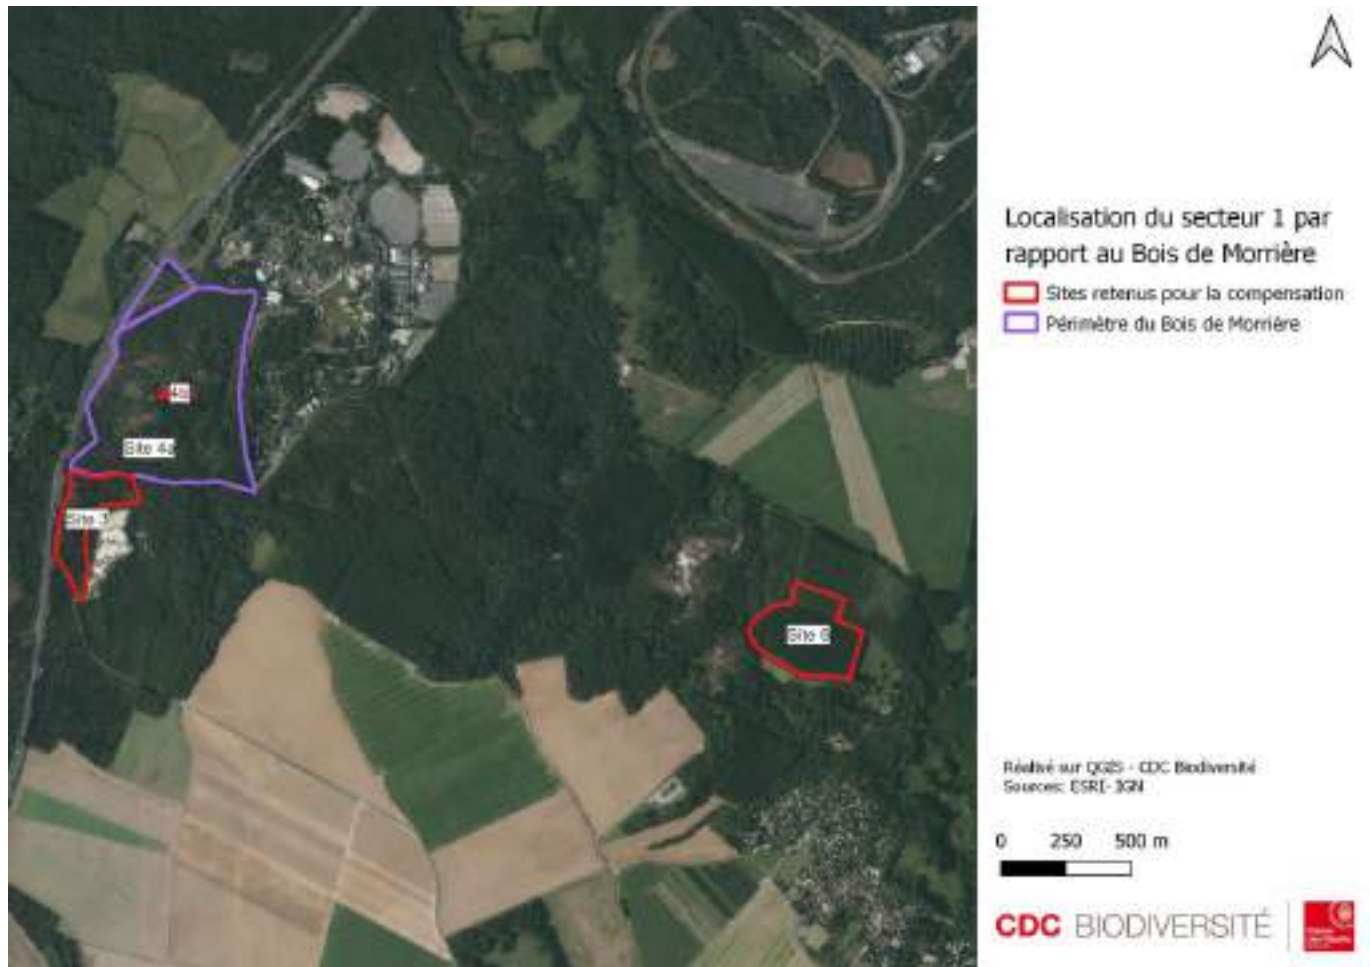 Localisation du secteur 1 par
rapport au Bois de Morrière
Sites retenus pour la compensation
Périmètre du Bois de Morrière
4a
Site 4a
Site 3
Site 6
Réalisé sur QGIS - CDC Biodiversité
Sources: ESRI- IGN
0 250 500 m
CDC BIODIVERSITÉ